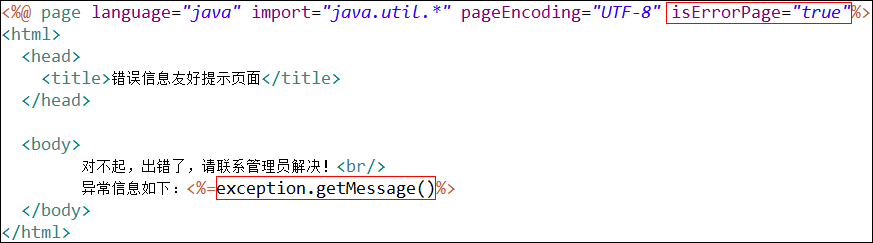 <%@ page language="java" import="java.util.*" pageEncoding="UTF-8" isErrorPage="true"%>
<html>
<head>
<title>错误信息友好提示页面</title>
</head>
<body>
对不起，出错了，请联系管理员解决！<br/>
异常信息如下：<%=exception.getMessage()%>
</body>
</html>